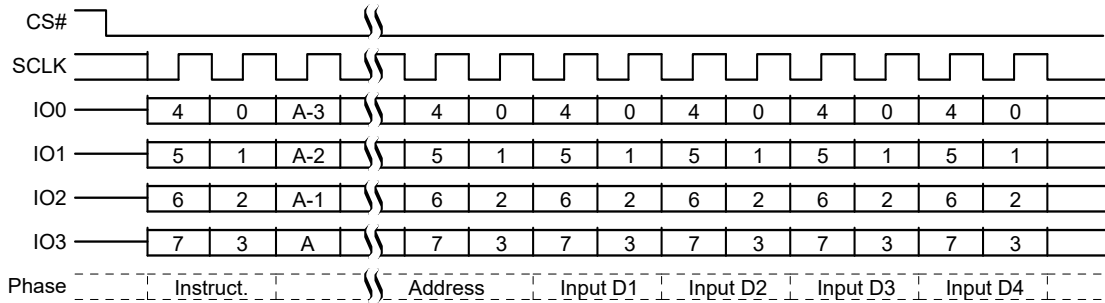 CS#
SCLK
IO0 4 0 A-3 4 0 4 0 4 0 4 0 4 0
IO1 5 1 A-2 5 1 5 1 5 1 5 1 5 1
IO2 6 2 A-1 6 2 6 2 6 2 6 2 6 2
IO3 7 3 A 7 3 7 3 7 3 7 3 7 3
Phase Instruct. Address Input D1 Input D2 Input D3 Input D4